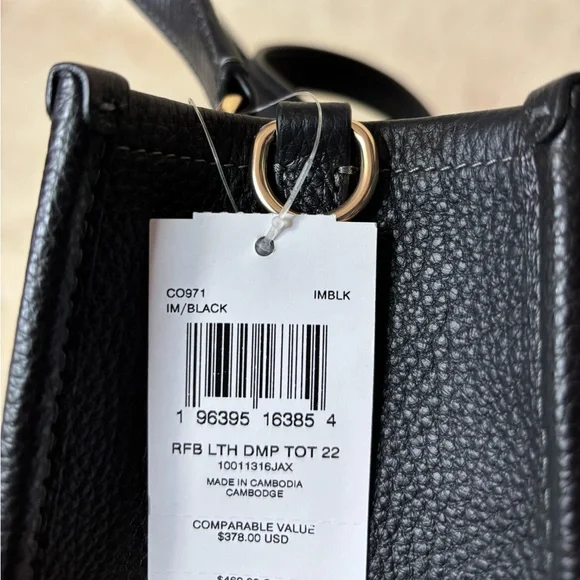 CO971 IMBLK
IM/BLACK
1 96395 16385 4
RFB LTH DMP TOT 22
10011316JAX
MADE IN CAMBODIA
CAMBODGE
COMPARABLE VALUE
$378.00 USD